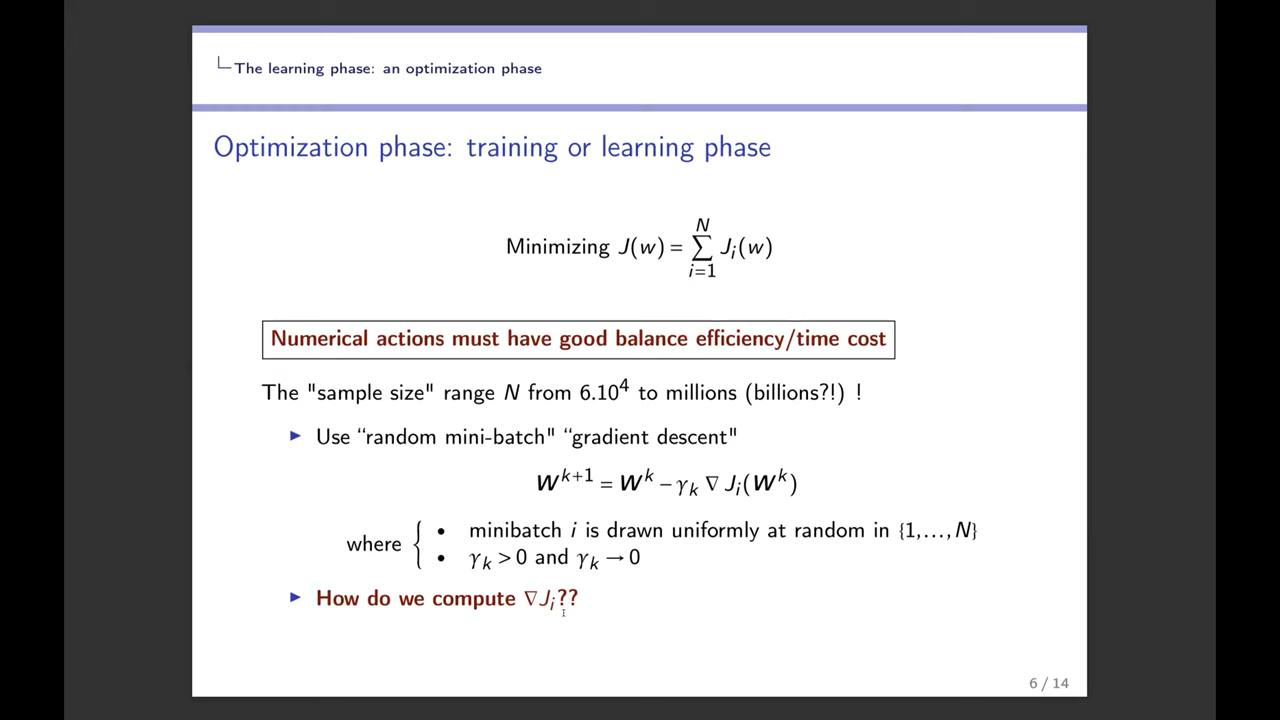 The learning phase: an optimization phase
Optimization phase: training or learning phase
Minimizing J(w) = ∑_{i=1}^{N} J_i(w)
Numerical actions must have good balance efficiency/time cost
The "sample size" range N from 6.10^4 to millions (billions?!) !
▶ Use “random mini-batch" “gradient descent"
W^{k+1} = W^k − γ_k ∇ J_i(W^k)
where { • minibatch i is drawn uniformly at random in {1,…,N}
• γ_k > 0 and γ_k → 0
▶ How do we compute ∇J_i??
6 / 14